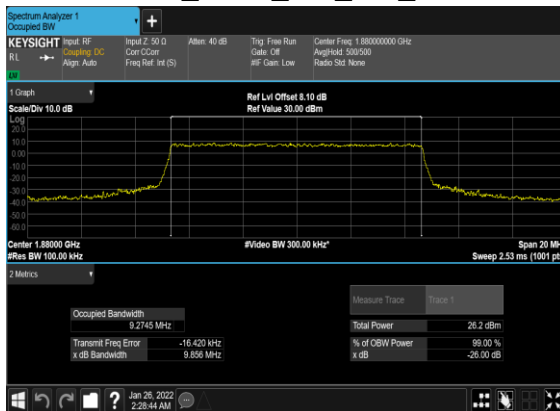 Spectrum Analyzer 1
Occupied BW
KEYSIGHT Input: RF Input Z: 50 Ω Atten: 40 dB Trig: Free Run Center Freq: 1.880000000 GHz
RL Coupling: DC Corr CCorr Gate: Off Avg|Hold: 500/500
Align: Auto Freq Ref: Int (S) #IF Gain: Low Radio Std: None
1 Graph
Ref Lvl Offset 8.10 dB
Scale/Div 10.0 dB Ref Value 30.00 dBm
Log
20.0
10.0
0.00
-10.0
-20.0
-30.0
-40.0
-50.0
-60.0
Center 1.88000 GHz #Video BW 300.00 kHz* Span 20 MH
#Res BW 100.00 kHz Sweep 2.53 ms (1001 pt
2 Metrics
Measure Trace Trace 1
Occupied Bandwidth
9.2745 MHz Total Power 26.2 dBm
Transmit Freq Error -16.420 kHz % of OBW Power 99.00 %
x dB Bandwidth 9.856 MHz x dB -26.00 dB
Jan 26, 2022
2:28:44 AM